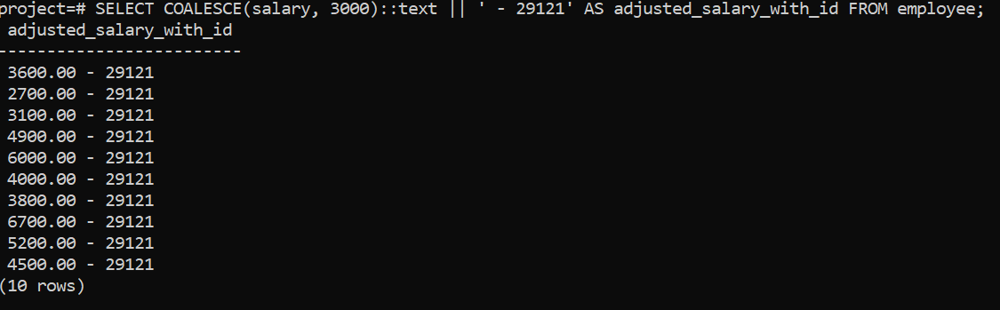 project=# SELECT COALESCE(salary, 3000)::text || ' - 29121' AS adjusted_salary_with_id FROM employee;
 adjusted_salary_with_id
-------------------------
 3600.00 - 29121
 2700.00 - 29121
 3100.00 - 29121
 4900.00 - 29121
 6000.00 - 29121
 4000.00 - 29121
 3800.00 - 29121
 6700.00 - 29121
 5200.00 - 29121
 4500.00 - 29121
(10 rows)